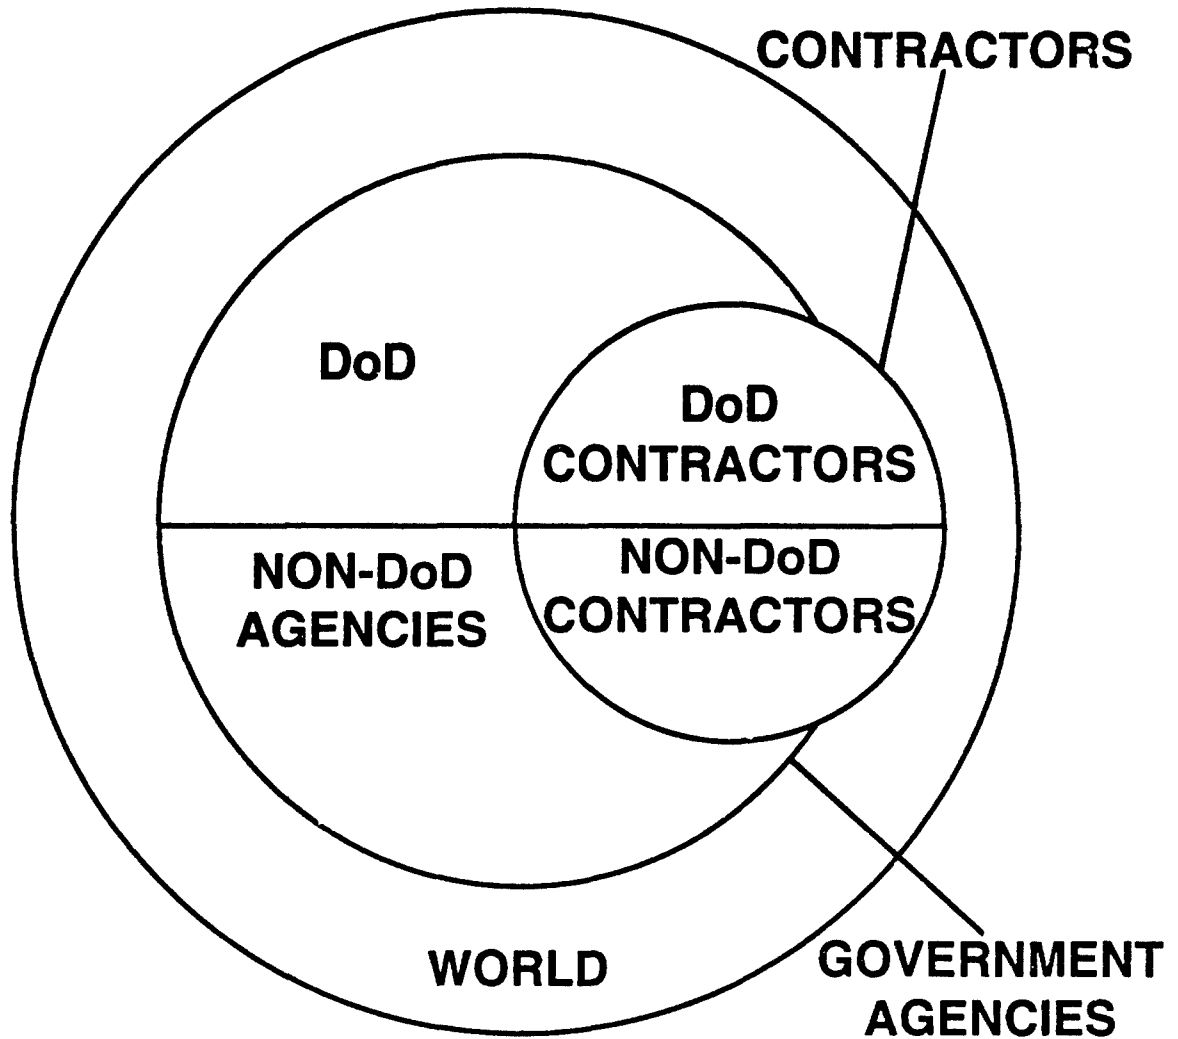 CONTRACTORS
DoD
DoD
CONTRACTORS
NON-DoD
AGENCIES
NON-DoD
CONTRACTORS
WORLD
GOVERNMENT
AGENCIES